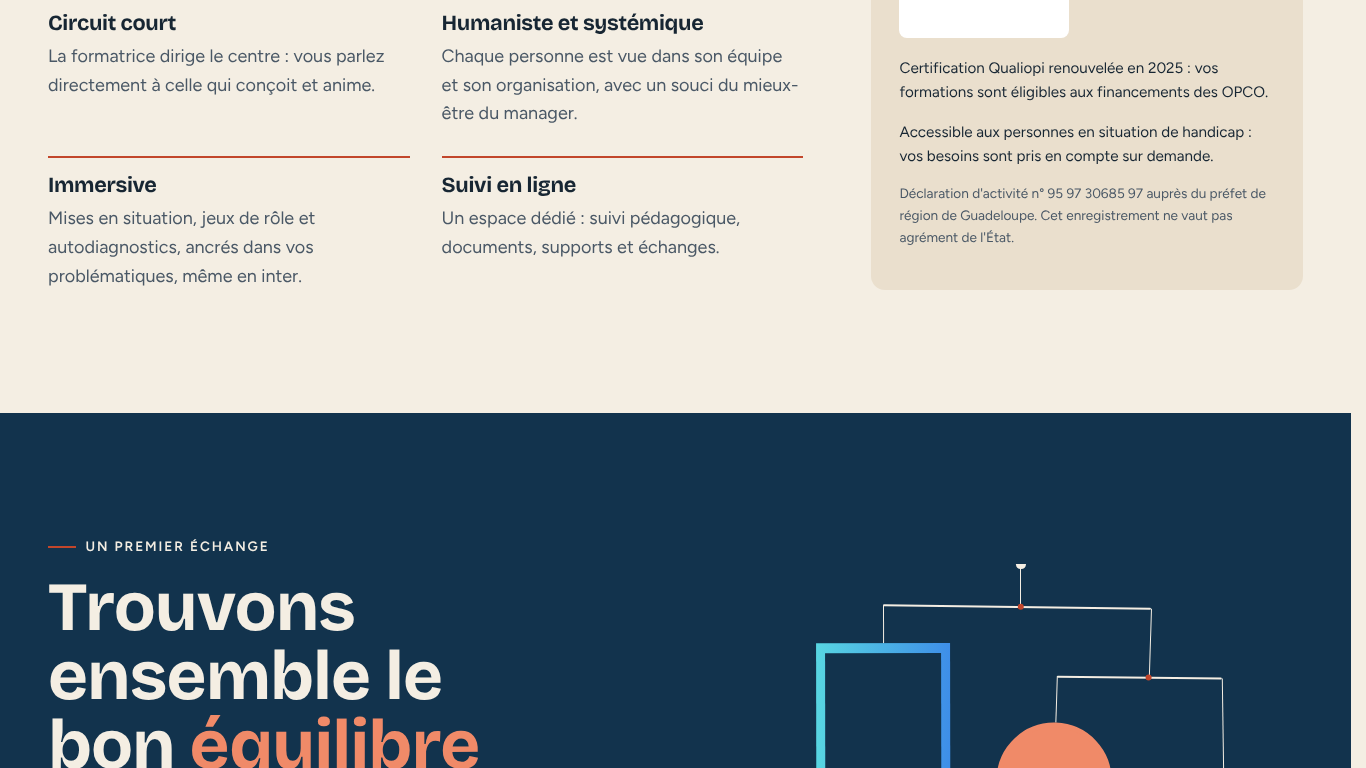 Circuit court
La formatrice dirige le centre : vous parlez
directement à celle qui conçoit et anime.
Humaniste et systémique
Chaque personne est vue dans son équipe
et son organisation, avec un souci du mieux-
être du manager.
Immersive
Mises en situation, jeux de rôle et
autodiagnostics, ancrés dans vos
problématiques, même en inter.
Suivi en ligne
Un espace dédié : suivi pédagogique,
documents, supports et échanges.
Certification Qualiopi renouvelée en 2025 : vos
formations sont éligibles aux financements des OPCO.
Accessible aux personnes en situation de handicap :
vos besoins sont pris en compte sur demande.
Déclaration d'activité n° 95 97 30685 97 auprès du préfet de
région de Guadeloupe. Cet enregistrement ne vaut pas
agrément de l'État.
UN PREMIER ÉCHANGE
Trouvons
ensemble le
bon équilibre